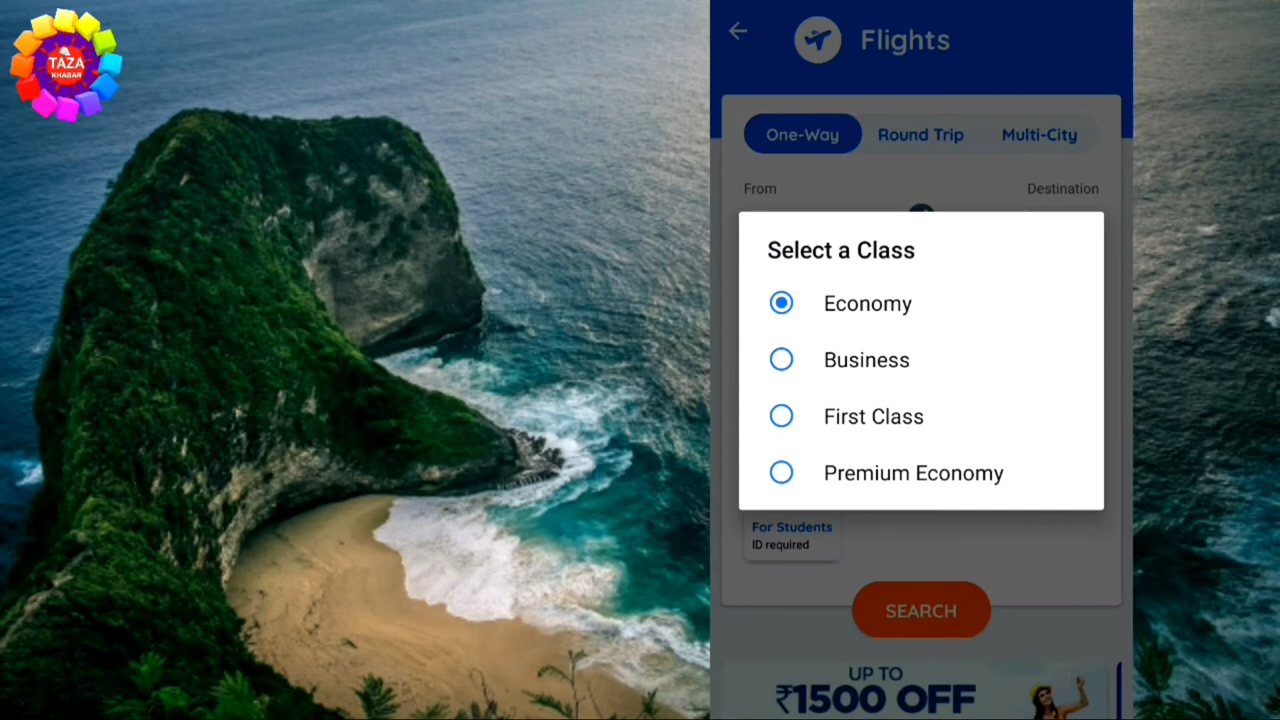 TAZA
KHABAR
Flights
One-Way Round Trip Multi-City
From Destination
Select a Class
Economy
Business
First Class
Premium Economy
For Students
ID required
SEARCH
UP TO
₹1500 OFF